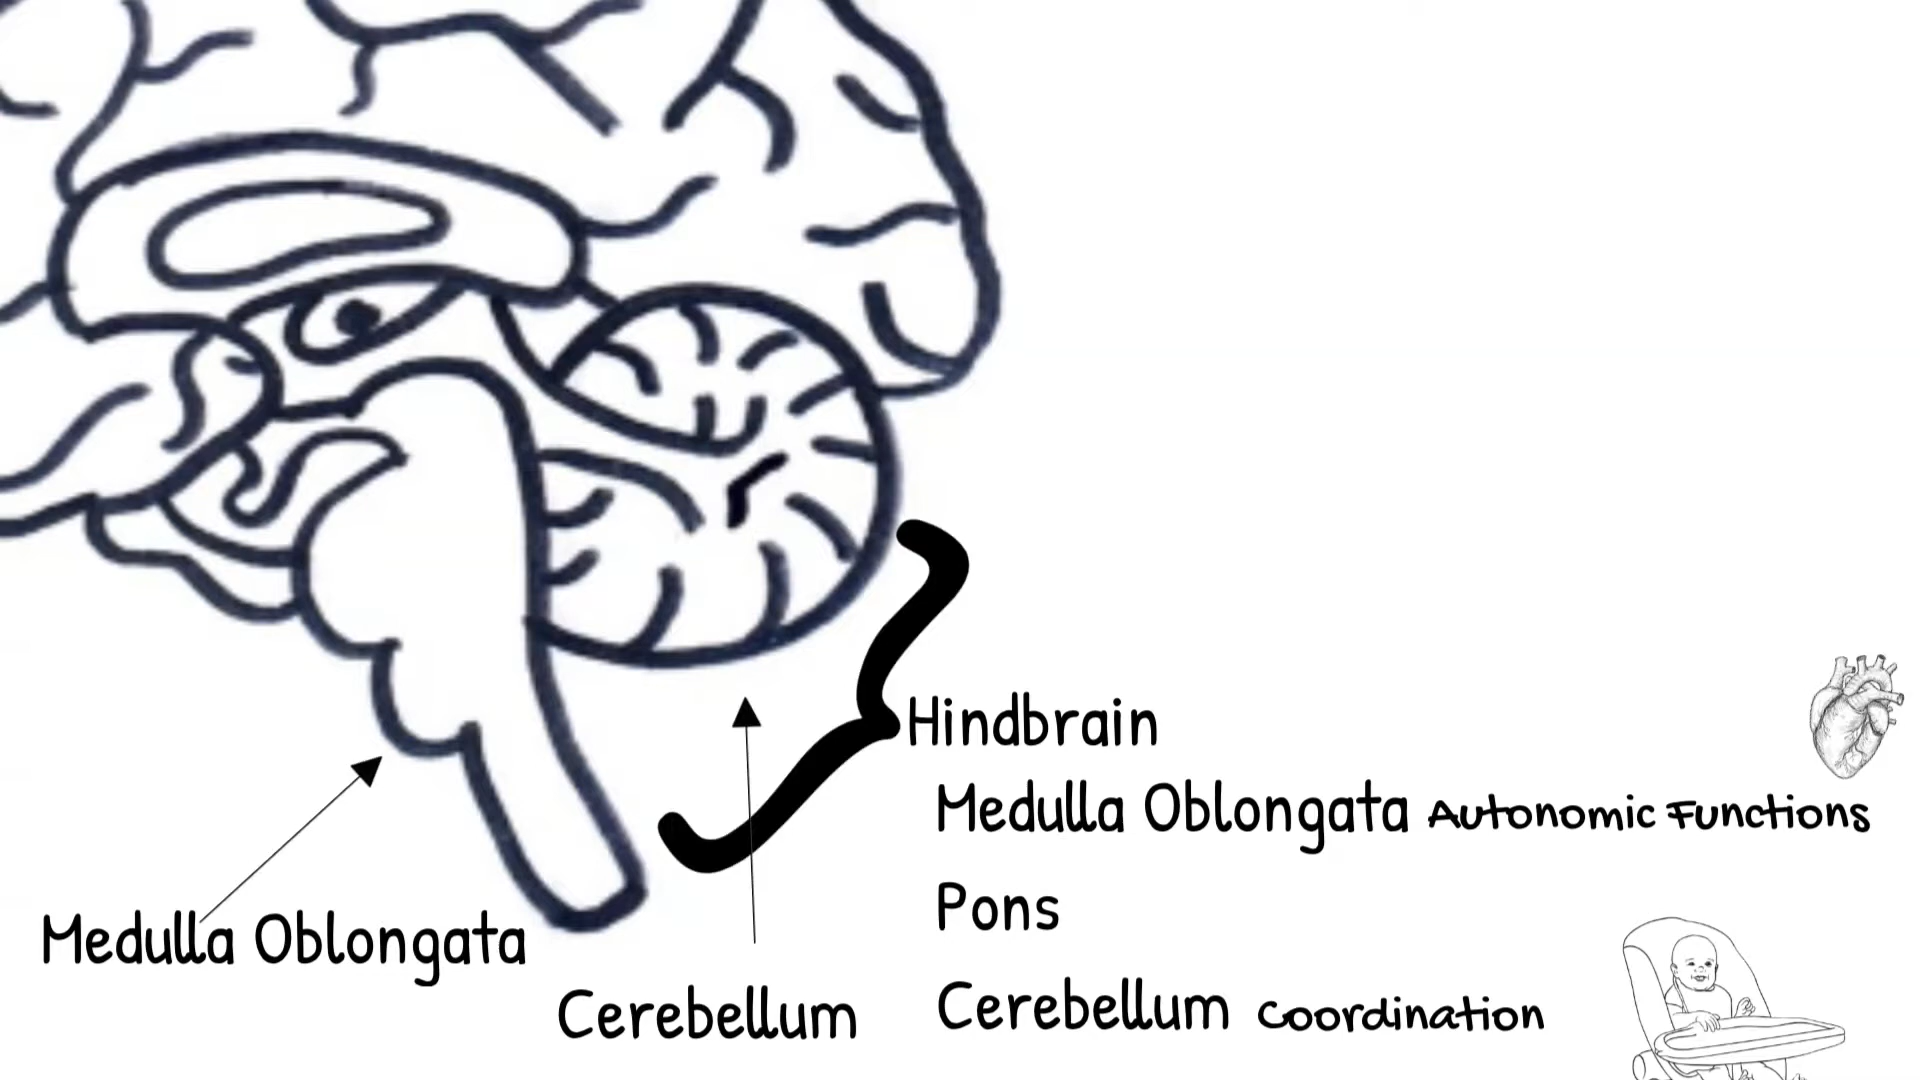 Hindbrain
Medulla Oblongata Autonomic Functions
Pons
Cerebellum Coordination
Medulla Oblongata
Cerebellum